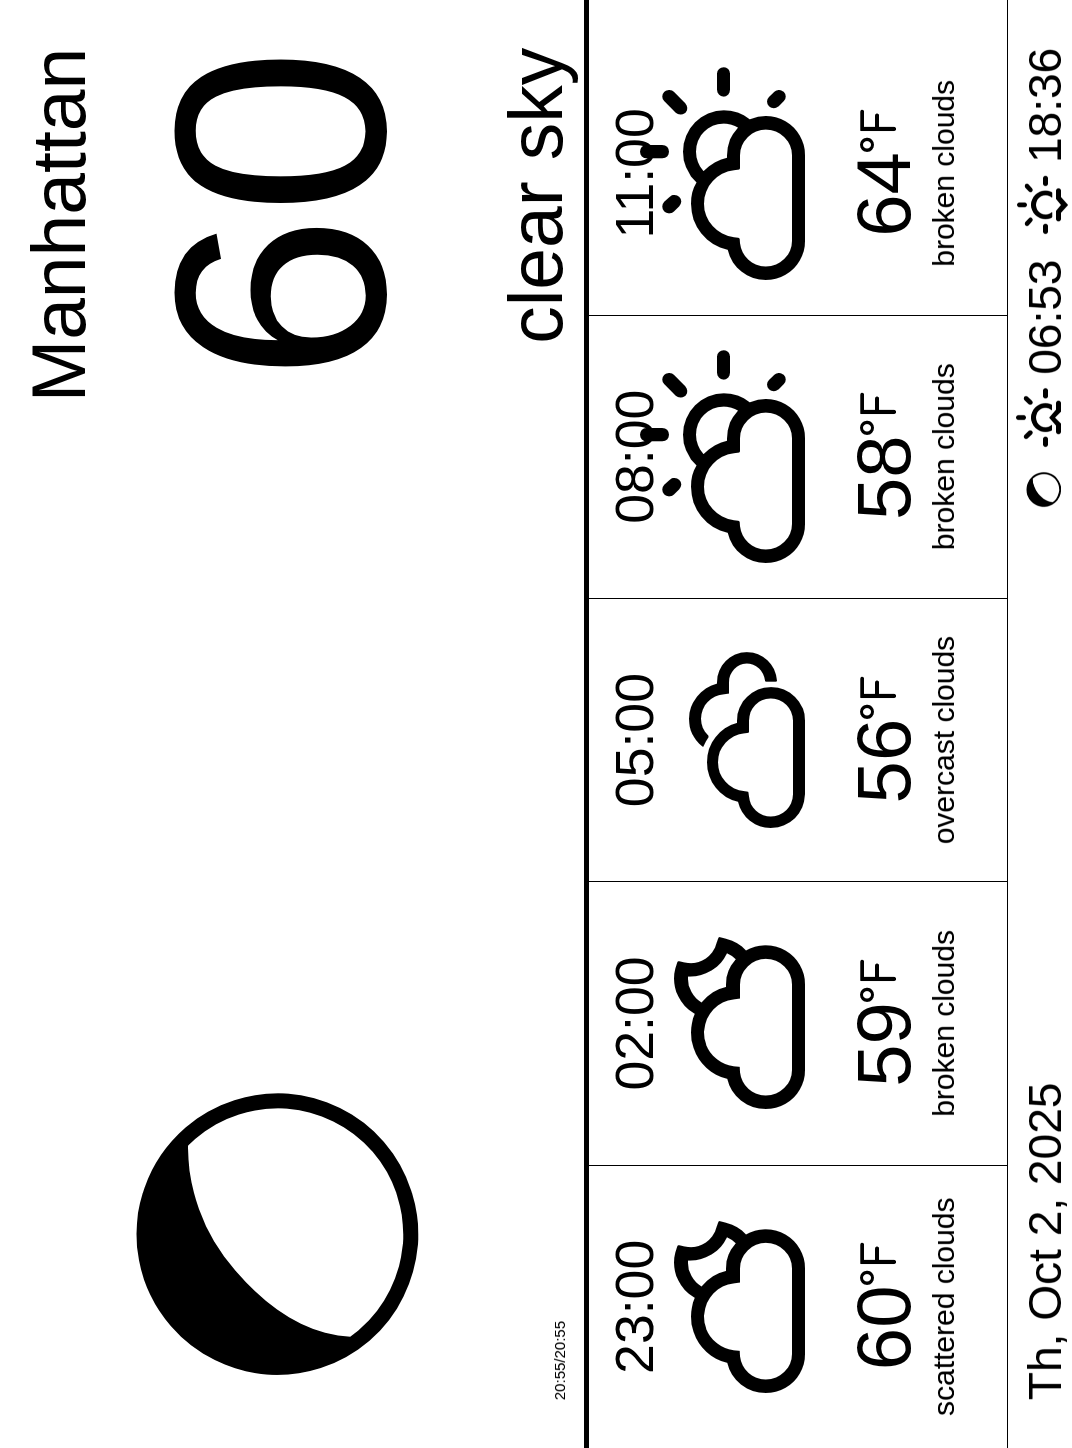 Manhattan
60
clear sky
20:55/20:55
23:00
60°F
scattered clouds
02:00
59°F
broken clouds
05:00
56°F
overcast clouds
08:00
58°F
broken clouds
11:00
64°F
broken clouds
Th, Oct 2, 2025
06:53
18:36